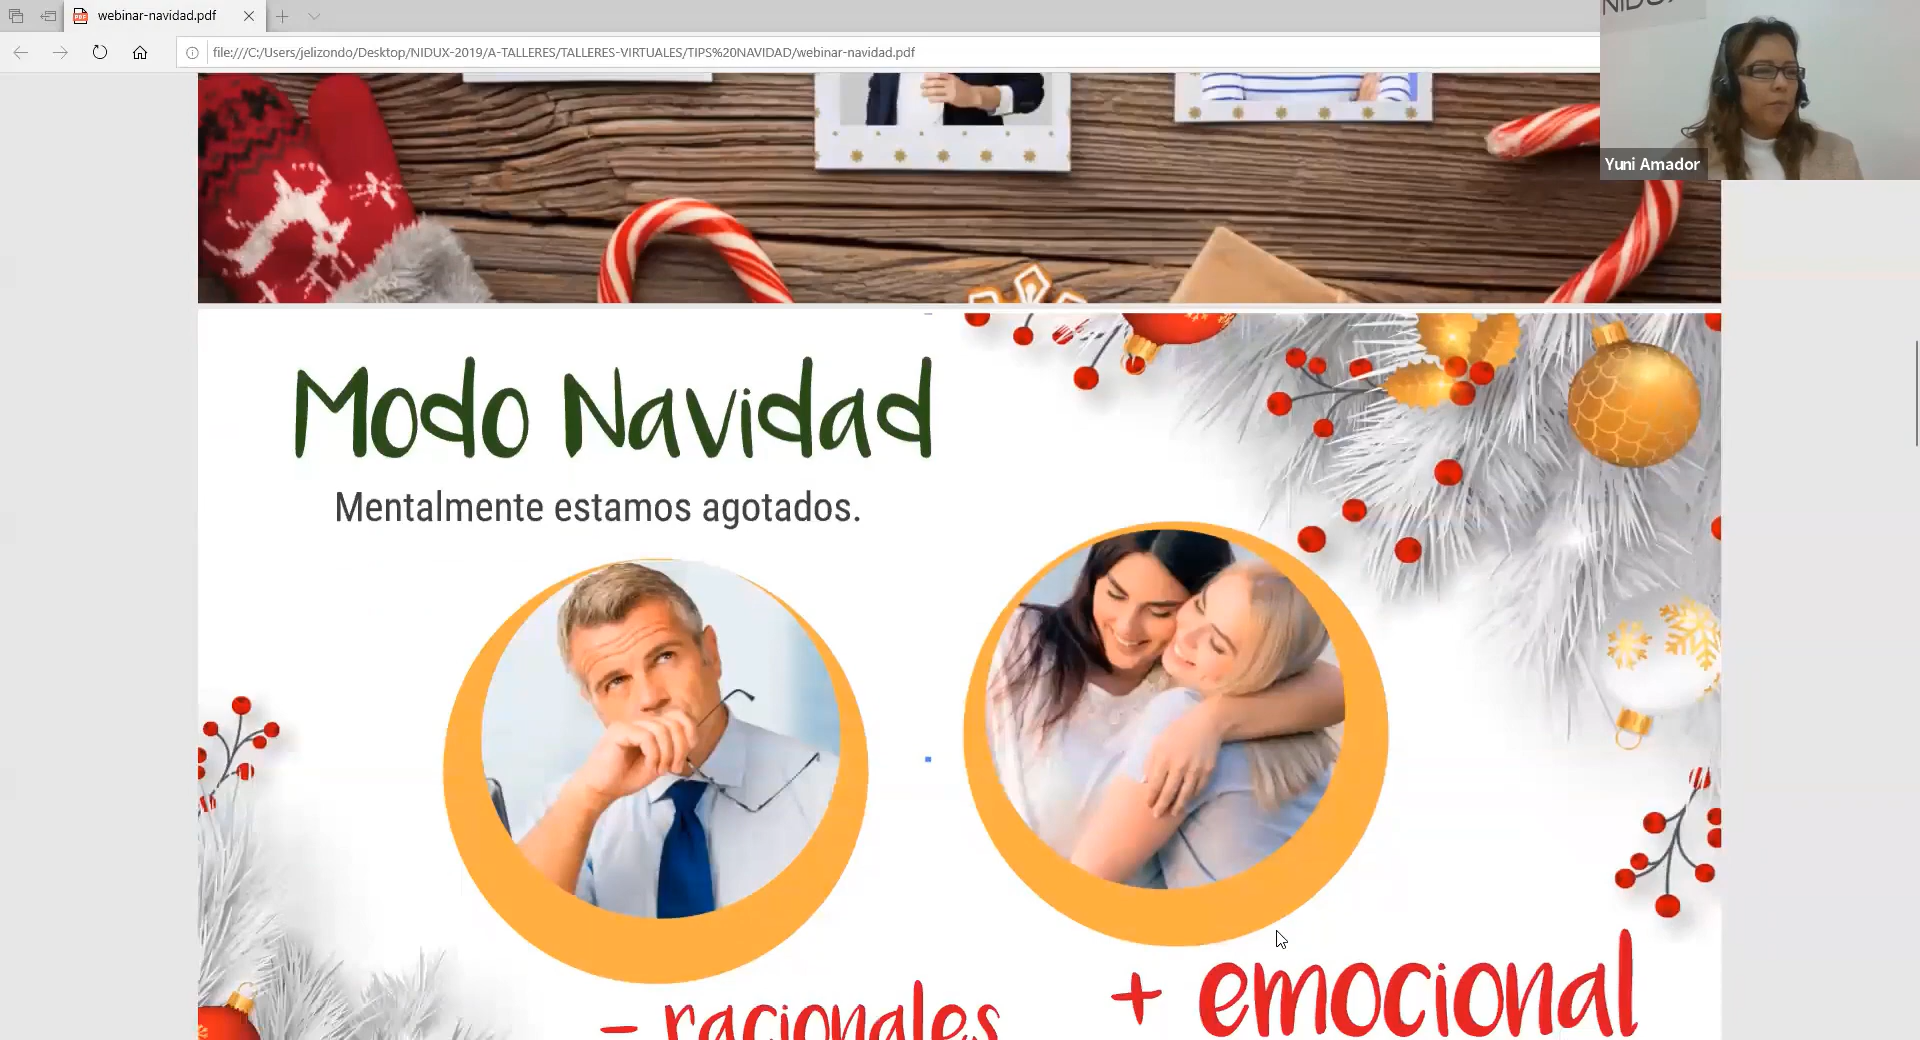 webinar-navidad.pdf
file:///C:/Users/jelizondo/Desktop/NIDUX-2019/A-TALLERES/TALLERES-VIRTUALES/TIPS%20NAVIDAD/webinar-navidad.pdf
NIDUX
Yuni Amador
Modo Navidad
Mentalmente estamos agotados.
- racionales
+ emocional